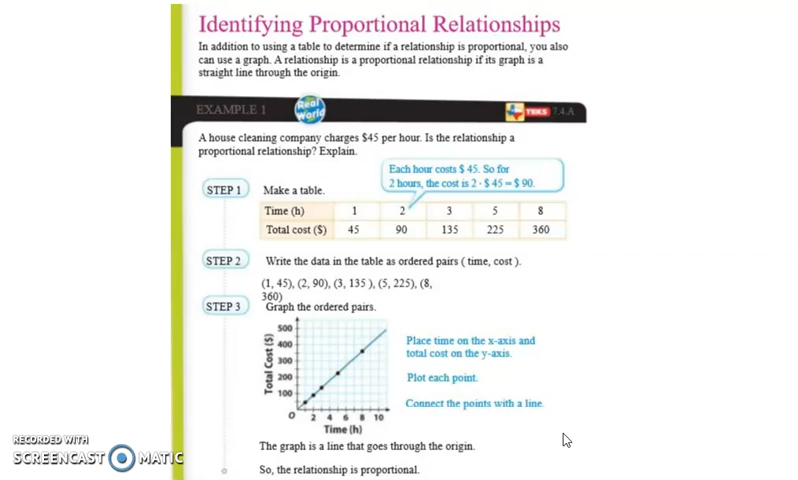 Identifying Proportional Relationships
In addition to using a table to determine if a relationship is proportional, you also
can use a graph. A relationship is a proportional relationship if its graph is a
straight line through the origin.
EXAMPLE 1
Real
World
TEKS 7.4.A
A house cleaning company charges $45 per hour. Is the relationship a
proportional relationship? Explain.
Each hour costs $ 45. So for
2 hours, the cost is 2 · $ 45 = $ 90.
STEP 1 Make a table.
Time (h) 1 2 3 5 8
Total cost ($) 45 90 135 225 360
STEP 2 Write the data in the table as ordered pairs ( time, cost ).
(1, 45), (2, 90), (3, 135 ), (5, 225), (8,
360)
STEP 3 Graph the ordered pairs.
Total Cost ($)
500
400
300
200
100
O 2 4 6 8 10
Time (h)
Place time on the x-axis and
total cost on the y-axis.
Plot each point.
Connect the points with a line.
The graph is a line that goes through the origin.
So, the relationship is proportional.
RECORDED WITH
SCREENCAST MATIC